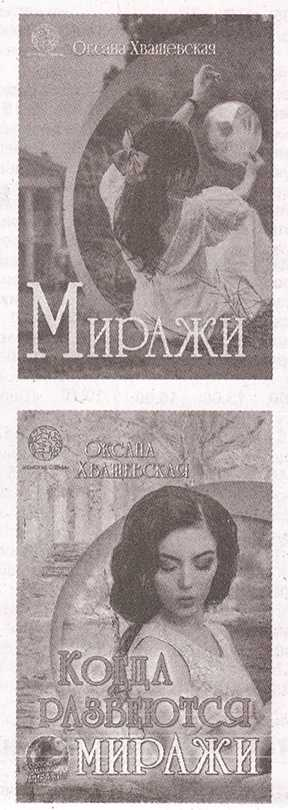 Оксана Хващевская
Миражи
Оксана
Хващевская
Когда
развеются
миражи